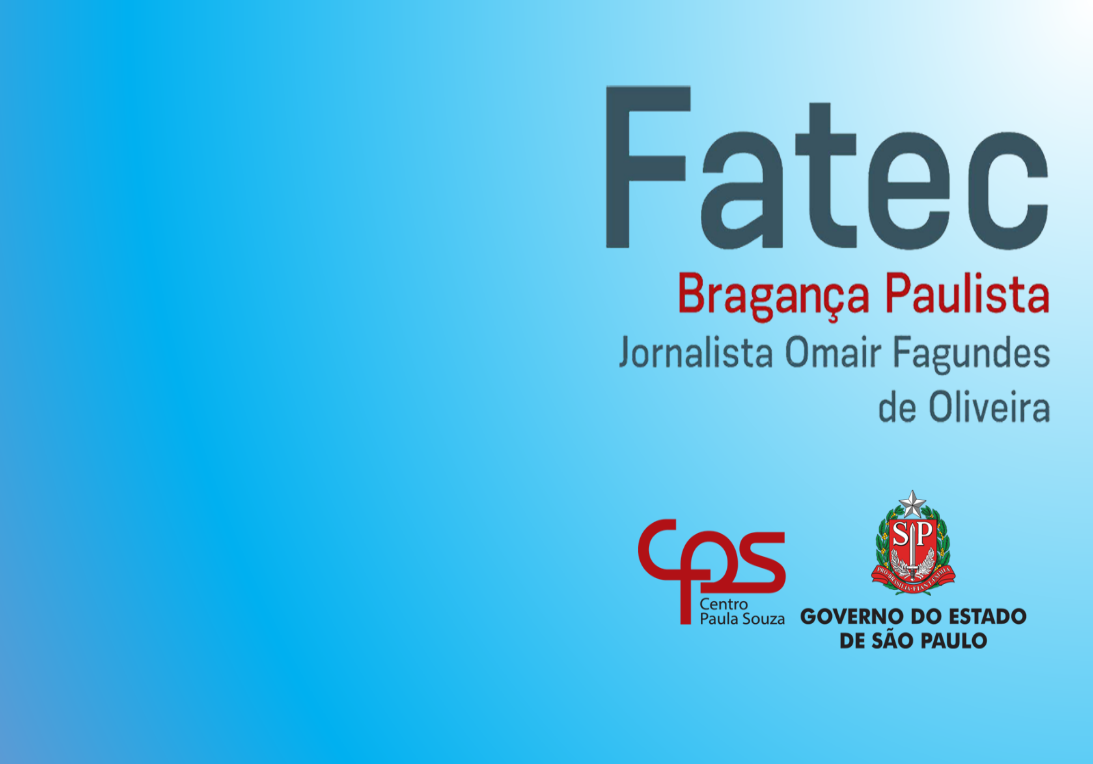 Fatec
Bragança Paulista
Jornalista Omair Fagundes
de Oliveira
cps
Centro
Paula Souza
SP
GOVERNO DO ESTADO
DE SÃO PAULO